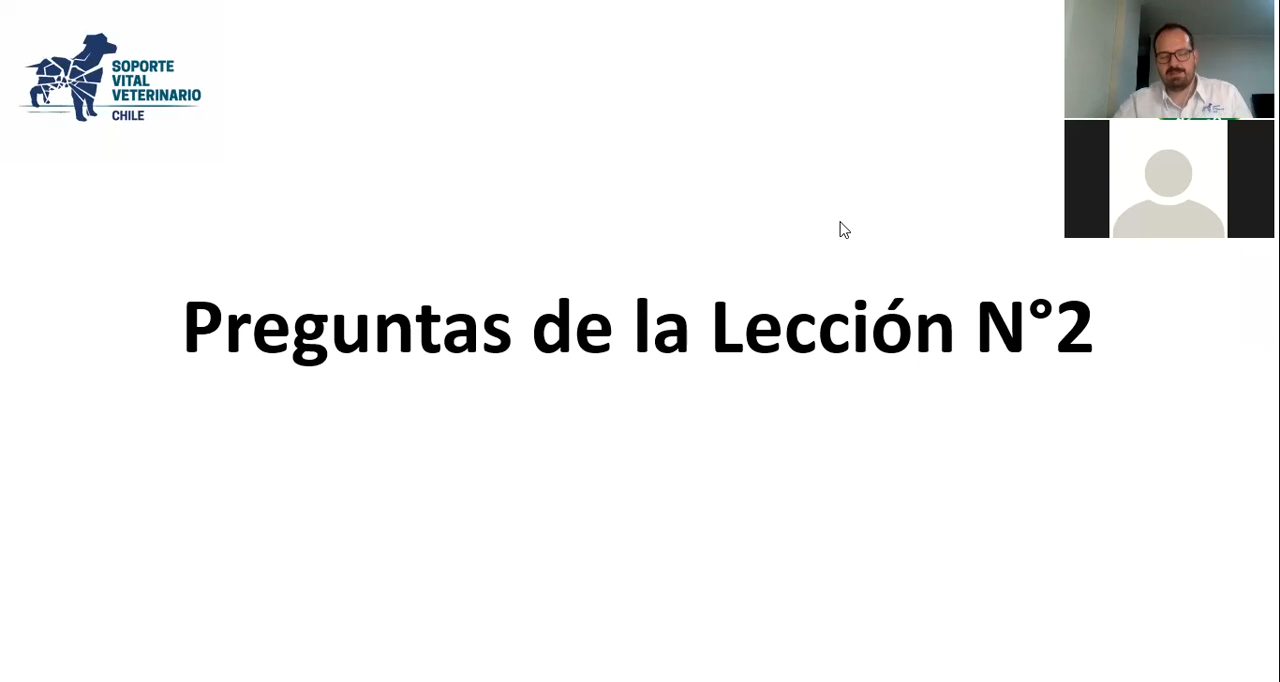 SOPORTE
VITAL
VETERINARIO
CHILE
Preguntas de la Lección N°2